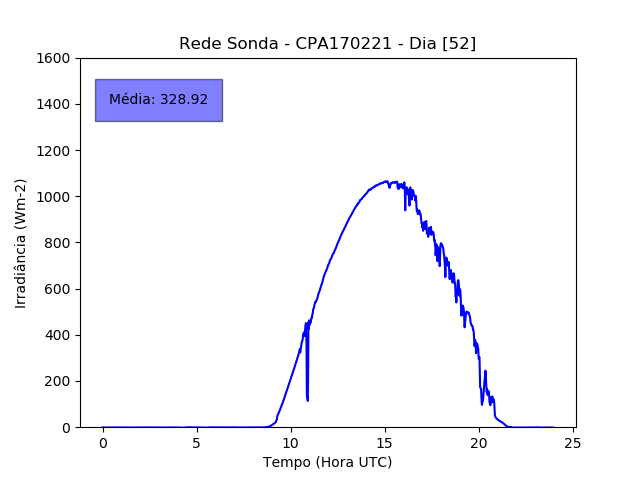 Rede Sonda - CPA170221 - Dia [52]
1600
1400
1200
1000
800
600
400
200
0
Média: 328.92
Irradiância (Wm-2)
0 5 10 15 20 25
Tempo (Hora UTC)